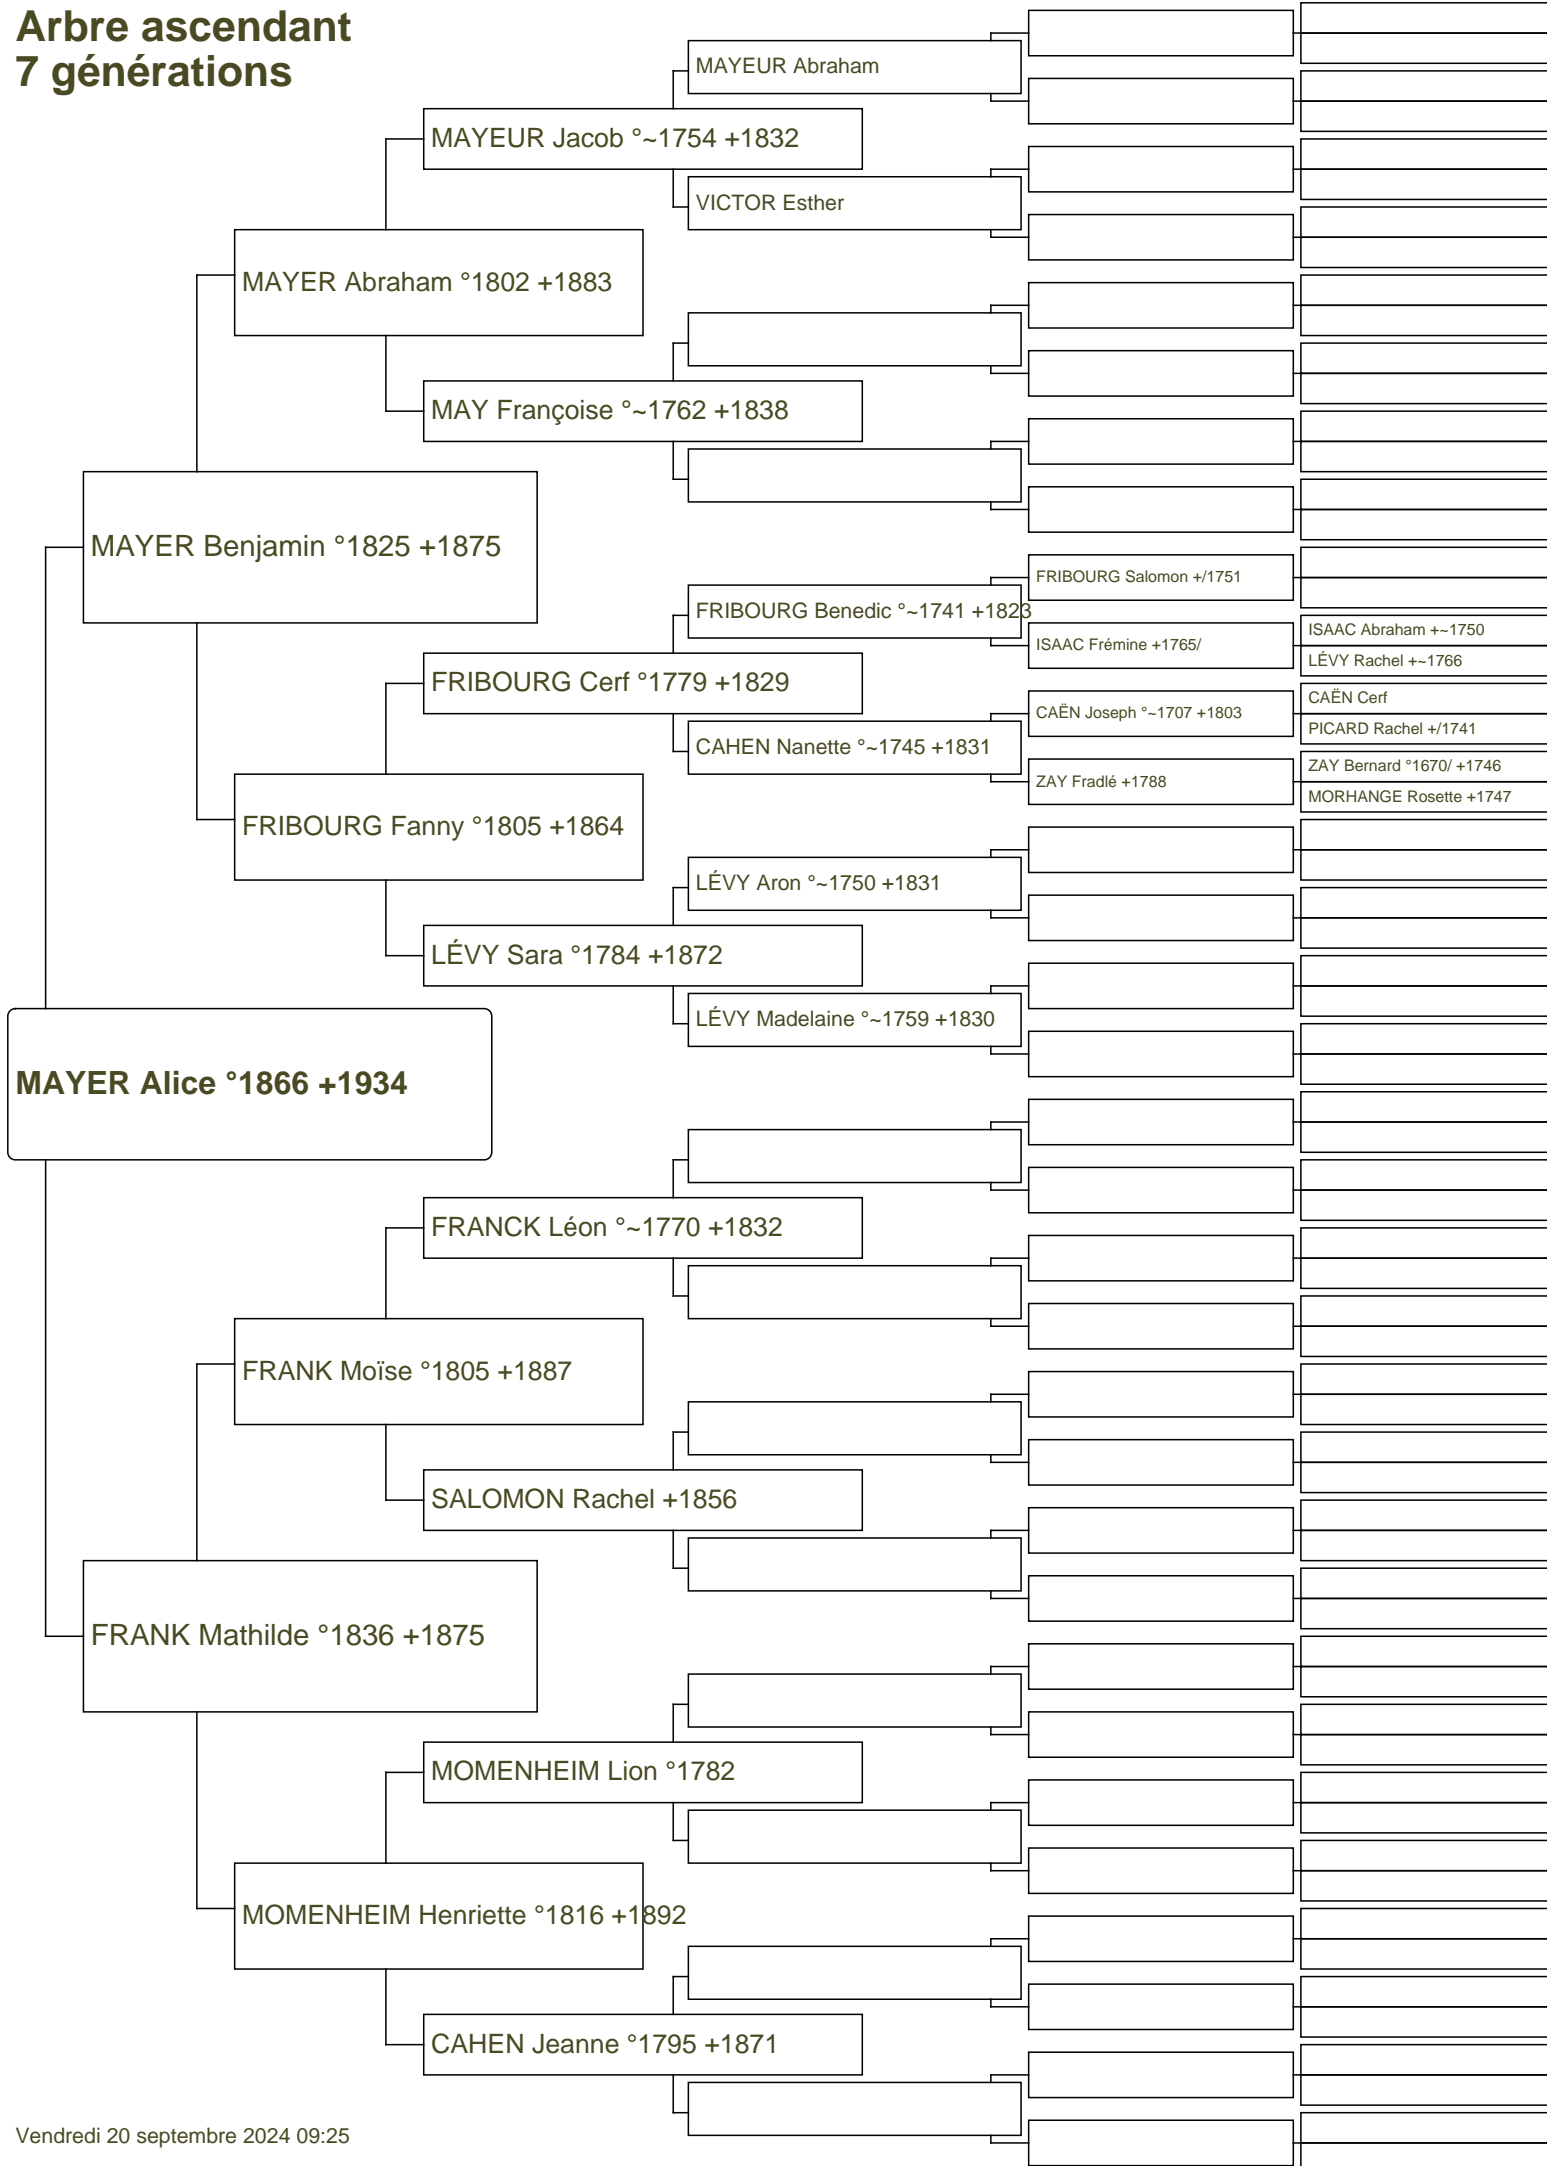 Arbre ascendant
7 générations
MAYEUR Abraham
MAYEUR Jacob °~1754 +1832
VICTOR Esther
MAYER Abraham °1802 +1883
MAY Françoise °~1762 +1838
MAYER Benjamin °1825 +1875
FRIBOURG Salomon +/1751
FRIBOURG Benedic °~1741 +1823
ISAAC Abraham +~1750
ISAAC Frémine +1765/
LÉVY Rachel +~1766
FRIBOURG Cerf °1779 +1829
CAËN Cerf
CAËN Joseph °~1707 +1803
PICARD Rachel +/1741
CAHEN Nanette °~1745 +1831
ZAY Bernard °1670/ +1746
ZAY Fradlé +1788
MORHANGE Rosette +1747
FRIBOURG Fanny °1805 +1864
LÉVY Aron °~1750 +1831
LÉVY Sara °1784 +1872
LÉVY Madelaine °~1759 +1830
MAYER Alice °1866 +1934
FRANCK Léon °~1770 +1832
FRANK Moïse °1805 +1887
SALOMON Rachel +1856
FRANK Mathilde °1836 +1875
MOMENHEIM Lion °1782
MOMENHEIM Henriette °1816 +1892
CAHEN Jeanne °1795 +1871
Vendredi 20 septembre 2024 09:25